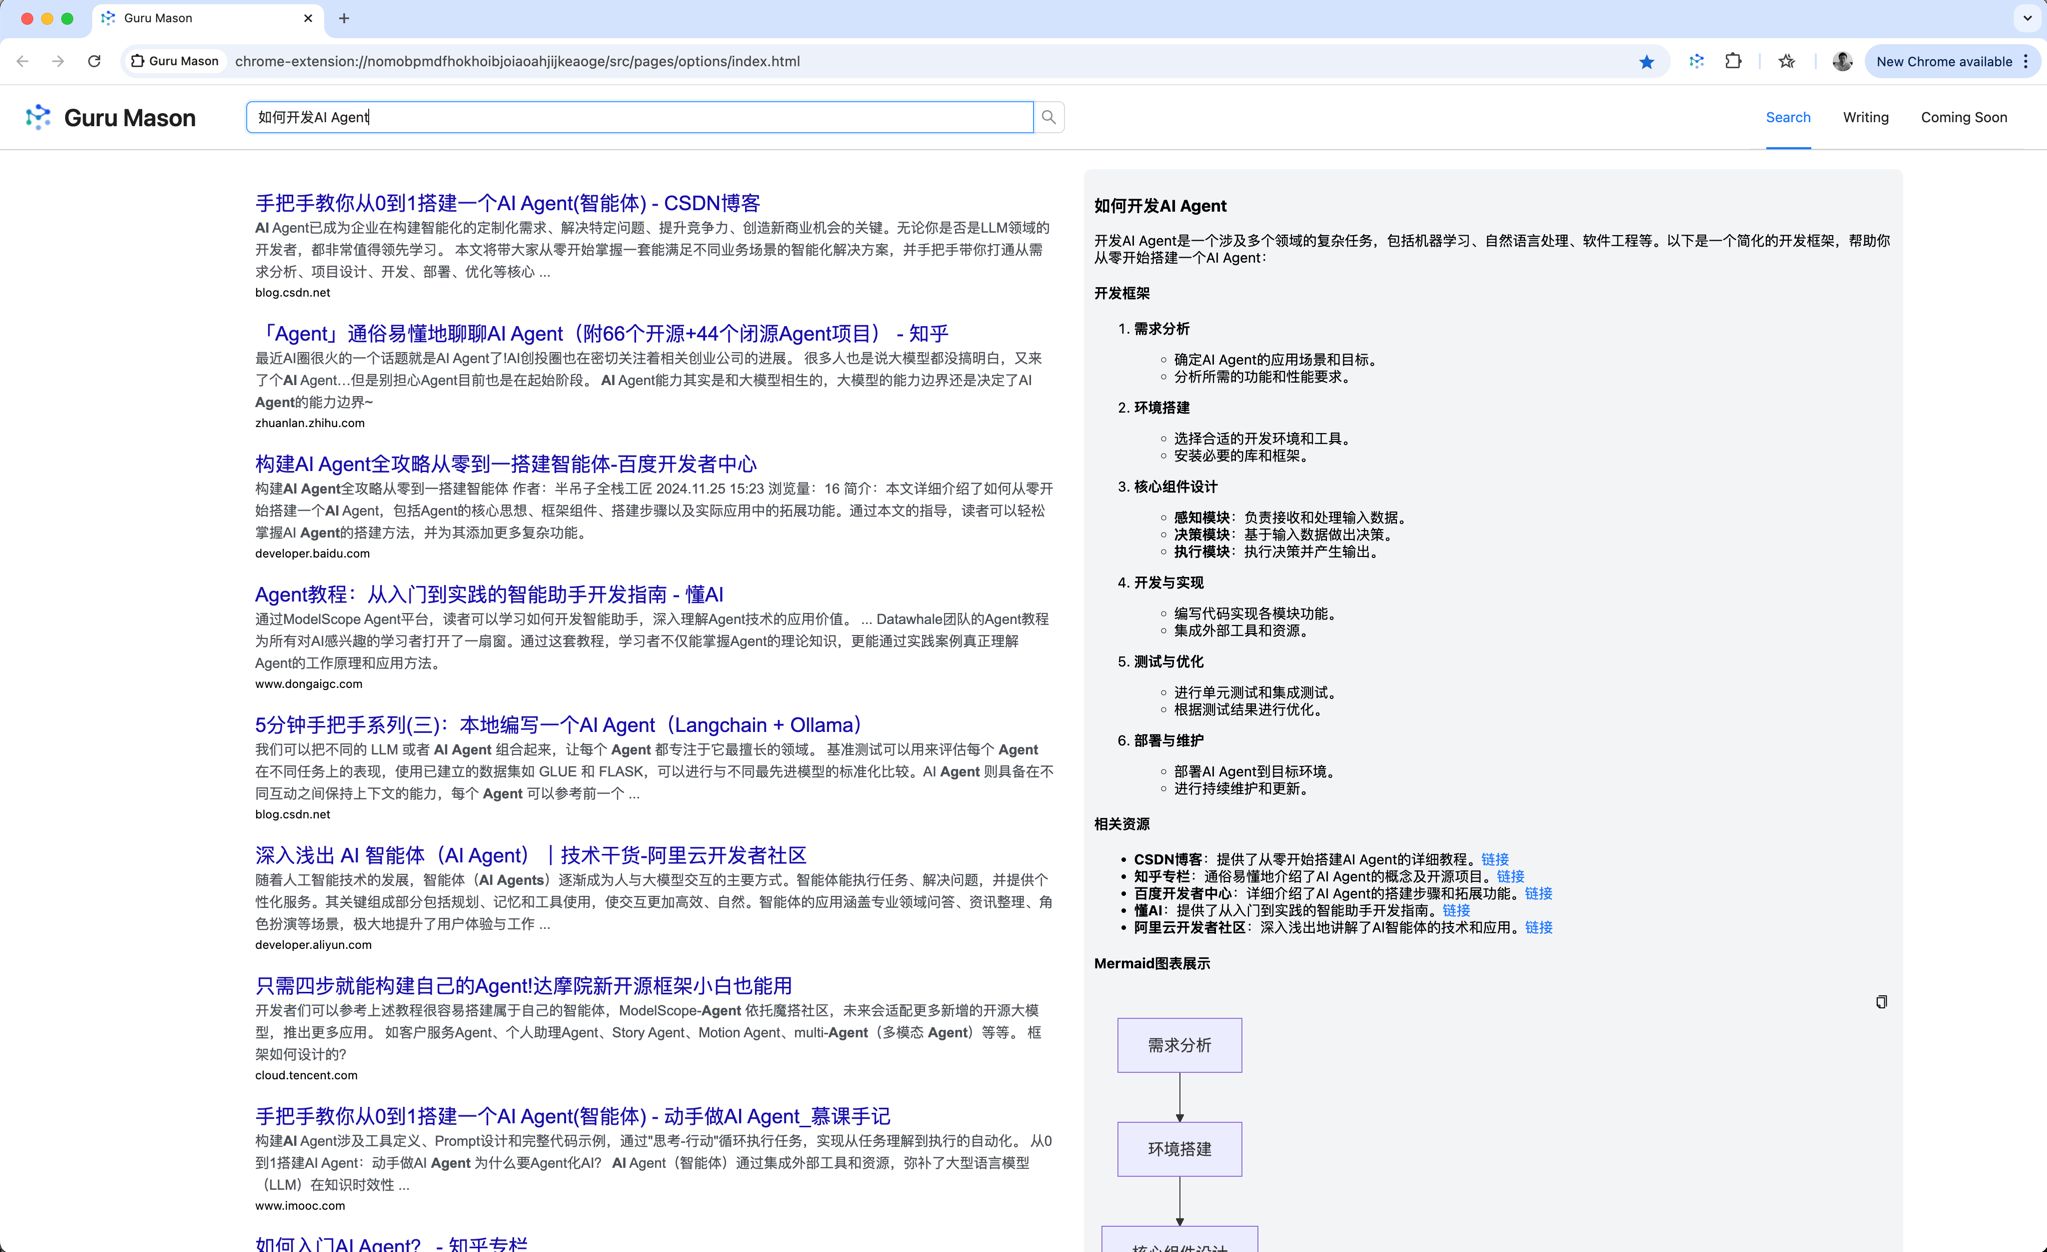 Guru Mason
Guru Mason
chrome-extension://nomobpmdfhokhoibjoiaoahjijkeaoge/src/pages/options/index.html
New Chrome available
Guru Mason
如何开发AI Agent
Search
Writing
Coming Soon
手把手教你从0到1搭建一个AI Agent(智能体) - CSDN博客
AI Agent已成为企业在构建智能化的定制化需求、解决特定问题、提升竞争力、创造新商业机会的关键。无论你是否是LLM领域的
开发者，都非常值得领先学习。 本文将带大家从零开始掌握一套能满足不同业务场景的智能化解决方案，并手把手带你打通从需
求分析、项目设计、开发、部署、优化等核心 ...
blog.csdn.net
「Agent」通俗易懂地聊聊AI Agent（附66个开源+44个闭源Agent项目） - 知乎
最近AI圈很火的一个话题就是AI Agent了!AI创投圈也在密切关注着相关创业公司的进展。 很多人也是说大模型都没搞明白，又来
了个AI Agent…但是别担心Agent目前也是在起始阶段。 AI Agent能力其实是和大模型相生的，大模型的能力边界还是决定了AI
Agent的能力边界~
zhuanlan.zhihu.com
构建AI Agent全攻略从零到一搭建智能体-百度开发者中心
构建AI Agent全攻略从零到一搭建智能体 作者：半吊子全栈工匠 2024.11.25 15:23 浏览量：16 简介：本文详细介绍了如何从零开
始搭建一个AI Agent，包括Agent的核心思想、框架组件、搭建步骤以及实际应用中的拓展功能。通过本文的指导，读者可以轻松
掌握AI Agent的搭建方法，并为其添加更多复杂功能。
developer.baidu.com
Agent教程：从入门到实践的智能助手开发指南 - 懂AI
通过ModelScope Agent平台，读者可以学习如何开发智能助手，深入理解Agent技术的应用价值。 ... Datawhale团队的Agent教程
为所有对AI感兴趣的学习者打开了一扇窗。通过这套教程，学习者不仅能掌握Agent的理论知识，更能通过实践案例真正理解
Agent的工作原理和应用方法。
www.dongaigc.com
5分钟手把手系列(三)：本地编写一个AI Agent（Langchain + Ollama）
我们可以把不同的 LLM 或者 AI Agent 组合起来，让每个 Agent 都专注于它最擅长的领域。 基准测试可以用来评估每个 Agent
在不同任务上的表现，使用已建立的数据集如 GLUE 和 FLASK，可以进行与不同最先进模型的标准化比较。AI Agent 则具备在不
同互动之间保持上下文的能力，每个 Agent 可以参考前一个 ...
blog.csdn.net
深入浅出 AI 智能体（AI Agent）｜技术干货-阿里云开发者社区
随着人工智能技术的发展，智能体（AI Agents）逐渐成为人与大模型交互的主要方式。智能体能执行任务、解决问题，并提供个
性化服务。其关键组成部分包括规划、记忆和工具使用，使交互更加高效、自然。智能体的应用涵盖专业领域问答、资讯整理、角
色扮演等场景，极大地提升了用户体验与工作 ...
developer.aliyun.com
只需四步就能构建自己的Agent!达摩院新开源框架小白也能用
开发者们可以参考上述教程很容易搭建属于自己的智能体，ModelScope-Agent 依托魔搭社区，未来会适配更多新增的开源大模
型，推出更多应用。 如客户服务Agent、个人助理Agent、Story Agent、Motion Agent、multi-Agent（多模态 Agent）等等。 框
架如何设计的?
cloud.tencent.com
手把手教你从0到1搭建一个AI Agent(智能体) - 动手做AI Agent_慕课手记
构建AI Agent涉及工具定义、Prompt设计和完整代码示例，通过"思考-行动"循环执行任务，实现从任务理解到执行的自动化。 从0
到1搭建AI Agent：动手做AI Agent 为什么要Agent化AI？ AI Agent（智能体）通过集成外部工具和资源，弥补了大型语言模型
（LLM）在知识时效性 ...
www.imooc.com
如何入门AI Agent？ - 知乎专栏
如何开发AI Agent
开发AI Agent是一个涉及多个领域的复杂任务，包括机器学习、自然语言处理、软件工程等。以下是一个简化的开发框架，帮助你
从零开始搭建一个AI Agent：
开发框架
1. 需求分析
确定AI Agent的应用场景和目标。
分析所需的功能和性能要求。
2. 环境搭建
选择合适的开发环境和工具。
安装必要的库和框架。
3. 核心组件设计
感知模块：负责接收和处理输入数据。
决策模块：基于输入数据做出决策。
执行模块：执行决策并产生输出。
4. 开发与实现
编写代码实现各模块功能。
集成外部工具和资源。
5. 测试与优化
进行单元测试和集成测试。
根据测试结果进行优化。
6. 部署与维护
部署AI Agent到目标环境。
进行持续维护和更新。
相关资源
CSDN博客：提供了从零开始搭建AI Agent的详细教程。链接
知乎专栏：通俗易懂地介绍了AI Agent的概念及开源项目。链接
百度开发者中心：详细介绍了AI Agent的搭建步骤和拓展功能。链接
懂AI：提供了从入门到实践的智能助手开发指南。链接
阿里云开发者社区：深入浅出地讲解了AI智能体的技术和应用。链接
Mermaid图表展示
需求分析
环境搭建
核心组件设计